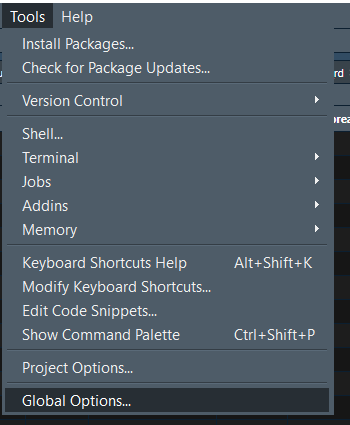 Tools Help
Install Packages...
Check for Package Updates...
Version Control
Shell...
Terminal
Jobs
Addins
Memory
Keyboard Shortcuts Help Alt+Shift+K
Modify Keyboard Shortcuts...
Edit Code Snippets...
Show Command Palette Ctrl+Shift+P
Project Options...
Global Options...